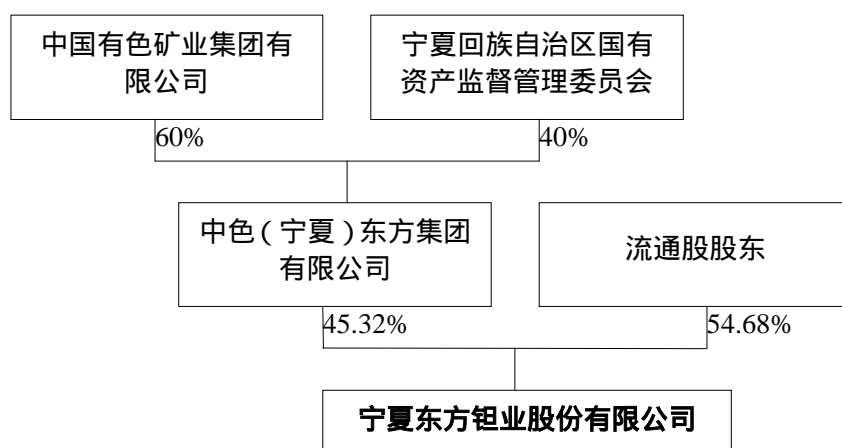 中国有色矿业集团有
限公司
宁夏回族自治区国有
资产监督管理委员会
60%
40%
中色（宁夏）东方集团
有限公司
流通股股东
45.32%
54.68%
宁夏东方钽业股份有限公司